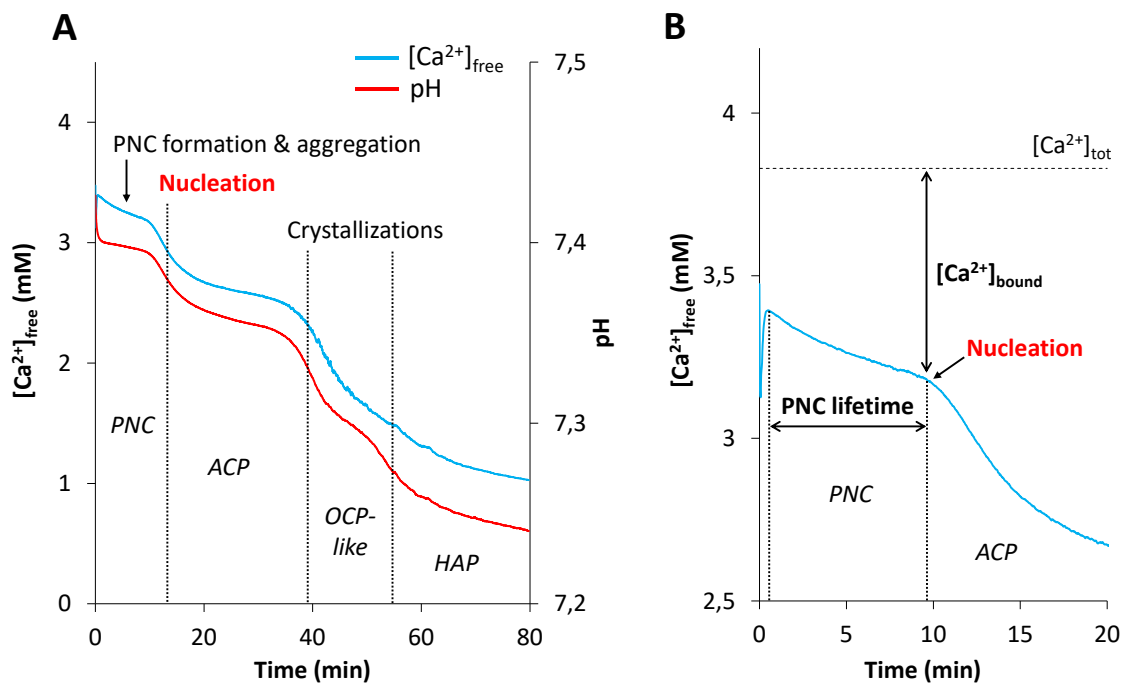 A
[Ca²⁺]free
pH
PNC formation & aggregation
Nucleation
Crystallizations
PNC
ACP
OCP-
like
HAP
4
3
2
1
0
[Ca²⁺]free (mM)
7,5
7,4
7,3
7,2
pH
0 20 40 60 80
Time (min)
B
[Ca²⁺]tot
[Ca²⁺]bound
Nucleation
PNC lifetime
PNC
ACP
4
3,5
3
2,5
[Ca²⁺]free (mM)
0 5 10 15 20
Time (min)